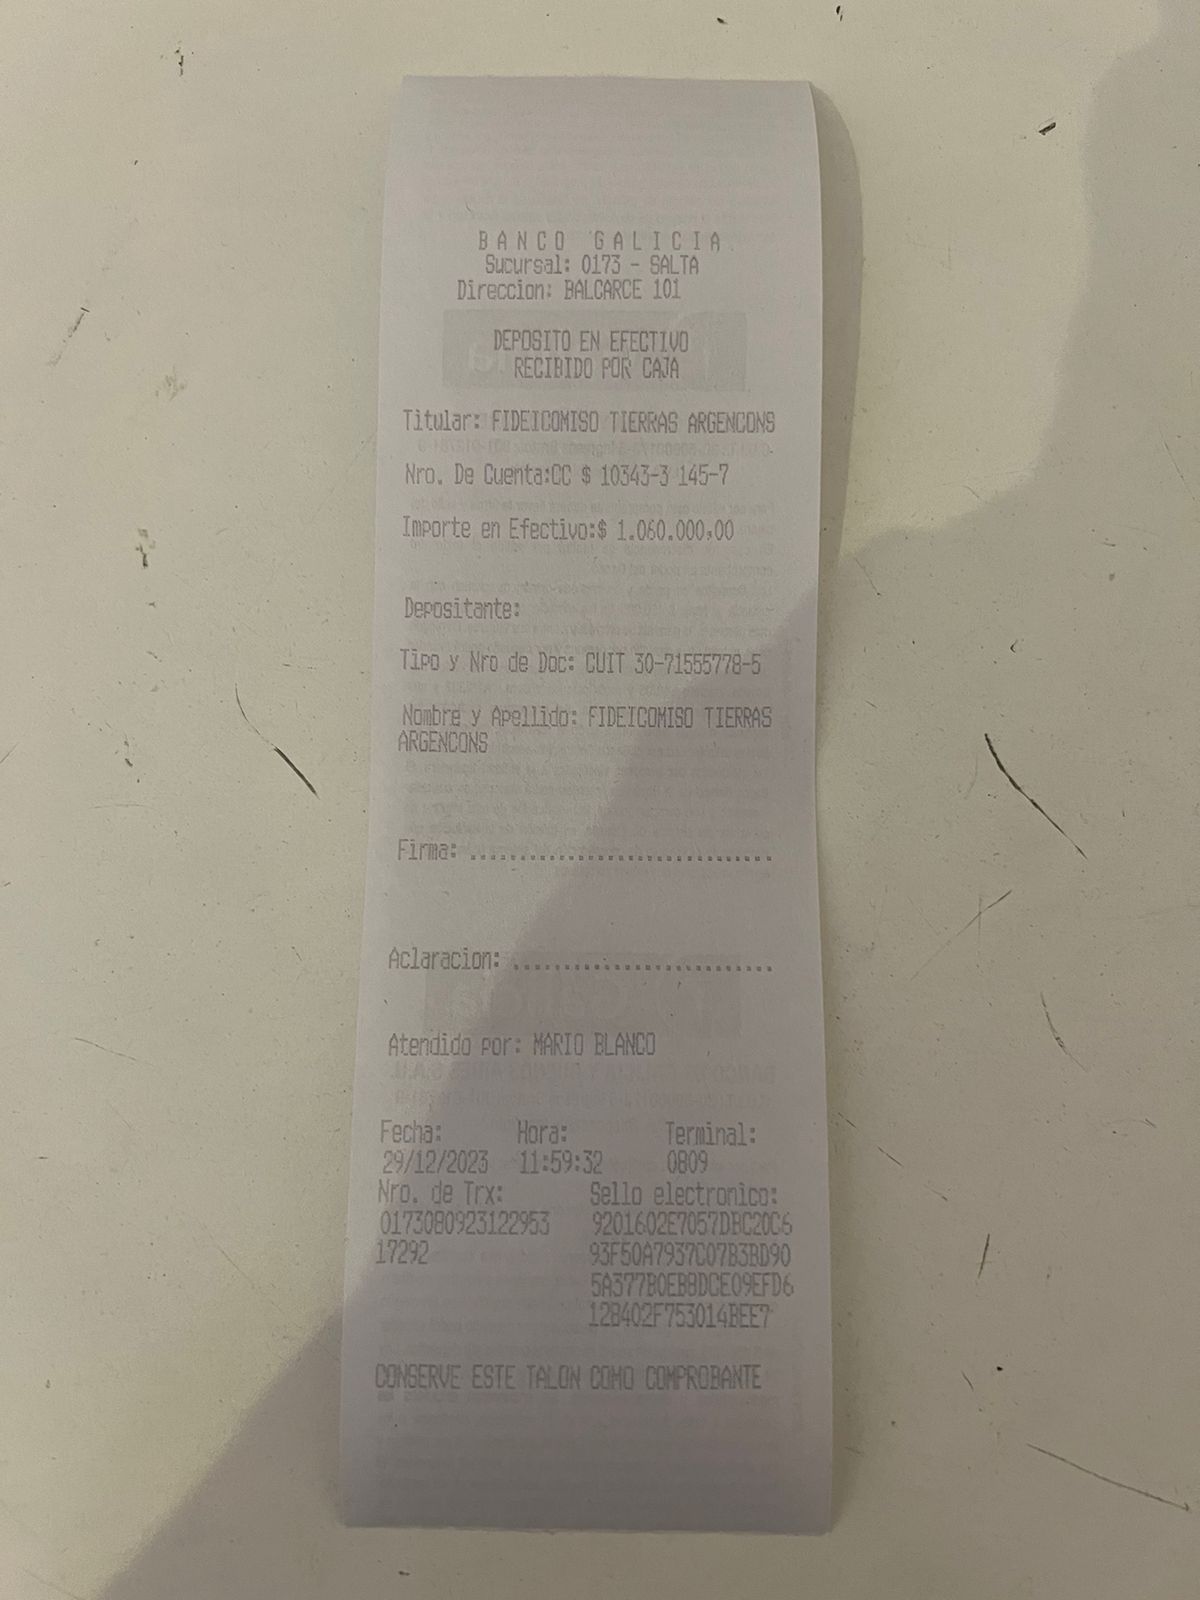 BANCO GALICIA
Sucursal: 0173 - SALTA
Direccion: BALCARCE 101
DEPOSITO EN EFECTIVO
RECIBIDO POR CAJA
Titular: FIDEICOMISO TIERRAS ARGENCONS
Nro. De Cuenta:CC $ 10343-3 145-7
Importe en Efectivo:$ 1.060.000,00
Depositante:
Tipo y Nro de Doc: CUIT 30-71555778-5
Nombre y Apellido: FIDEICOMISO TIERRAS
ARGENCONS
Firma: ..............................
Aclaracion: ..........................
Atendido por: MARIO BLANCO
Fecha: Hora: Terminal:
29/12/2023 11:59:32 0809
Nro. de Trx: Sello electronico:
0173080923122953 9201602E7057DBC20C6
17292 93F50A7937C07B3BD90
5A377B0EB8DCE09EFD6
12B402F753014BEE7
CONSERVE ESTE TALON COMO COMPROBANTE